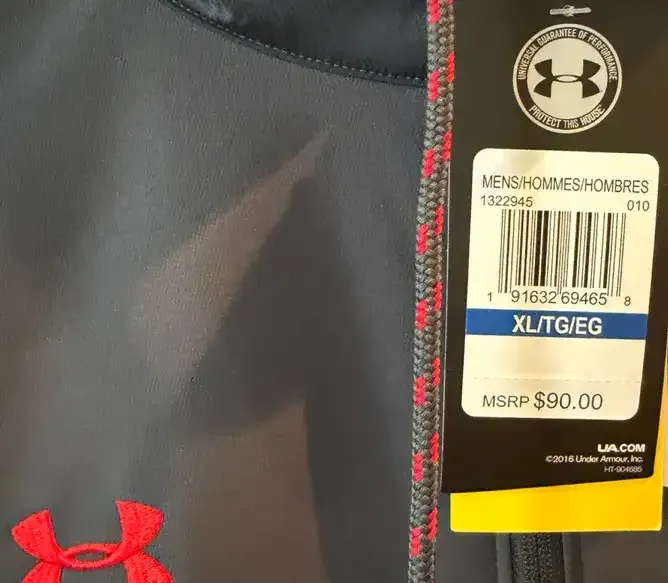 UNIVERSAL GUARANTEE OF PERFORMANCE
PROTECT THIS HOUSE
MENS/HOMMES/HOMBRES
1322945 010
1 91632 69465 8
XL/TG/EG
MSRP $90.00
UA.COM
©2016 Under Armour, Inc.
HT-904685